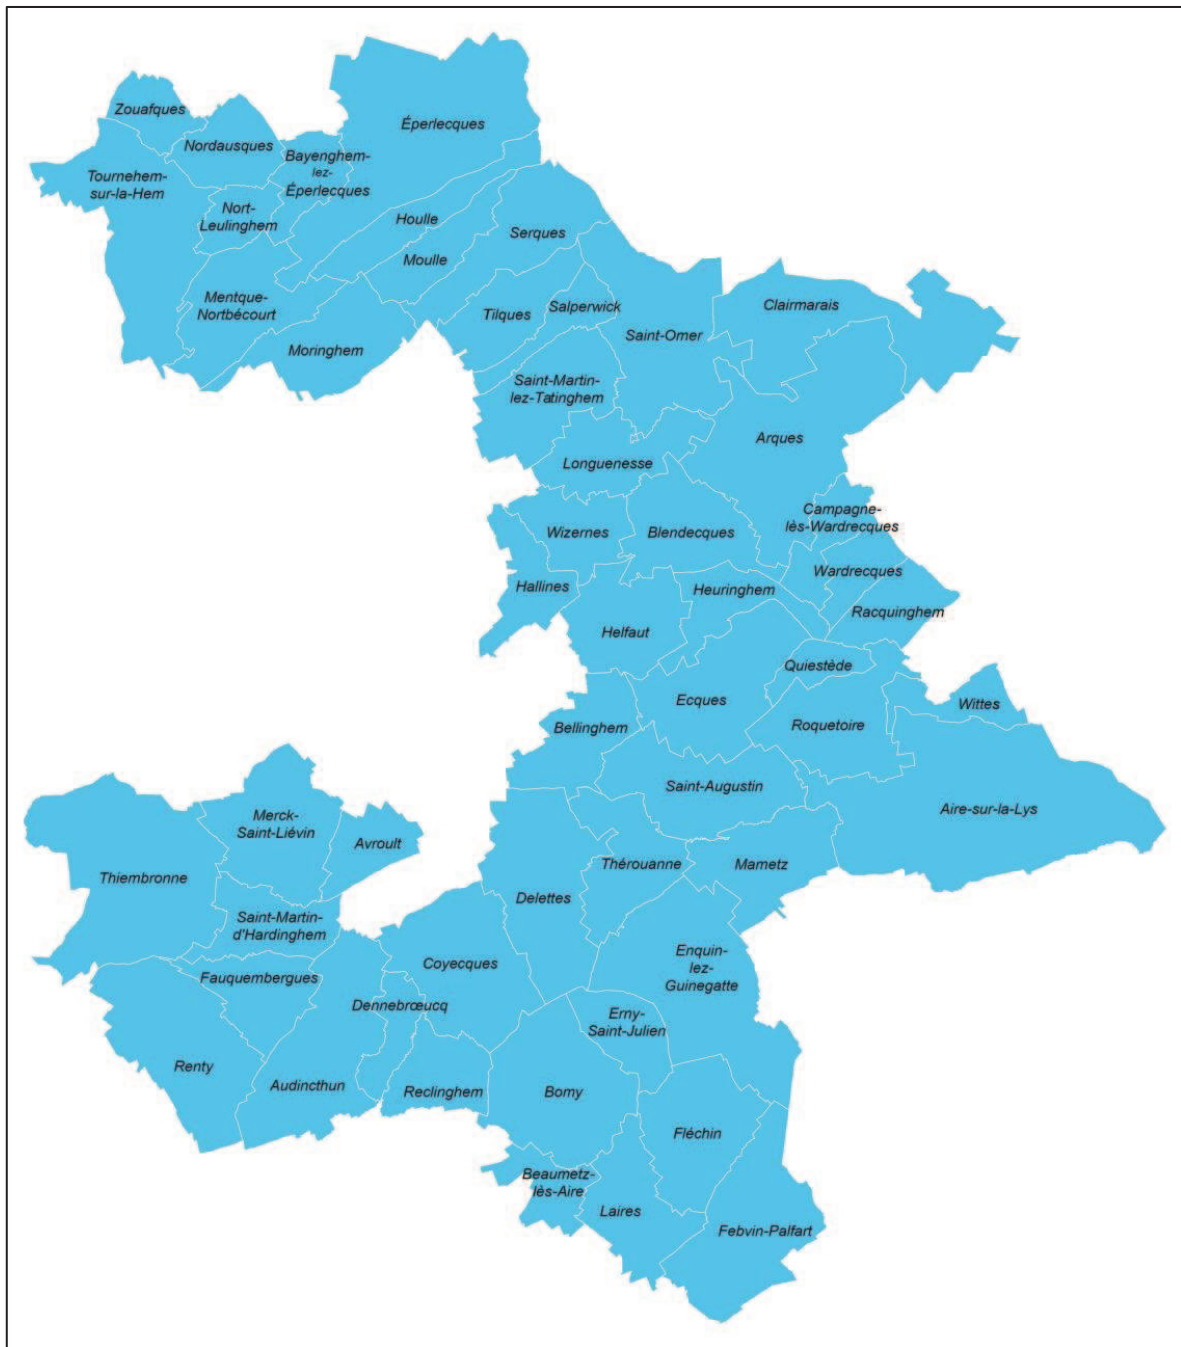 Zouafques
Éperlecques
Nordausques
Bayenghem-
lez-
Éperlecques
Tournehem-
sur-la-Hem
Nort-
Leulinghem
Houlle
Serques
Moulle
Mentque-
Nortbécourt
Salperwick
Clairmarais
Tilques
Saint-Omer
Moringhem
Saint-Martin-
lez-Tatinghem
Arques
Longuenesse
Campagne-
lès-Wardrecques
Wizernes
Blendecques
Wardrecques
Hallines
Heuringhem
Racquinghem
Helfaut
Quiestède
Ecques
Wittes
Bellinghem
Roquetoire
Saint-Augustin
Aire-sur-la-Lys
Merck-
Saint-Liévin
Avroult
Thérouanne
Mametz
Thiembronne
Delettes
Saint-Martin-
d'Hardinghem
Enquin-
lez-
Guinegatte
Coyecques
Fauquembergues
Dennebrœucq
Erny-
Saint-Julien
Renty
Audincthun
Reclinghem
Bomy
Fléchin
Beaumetz-
lès-Aire
Laires
Febvin-Palfart